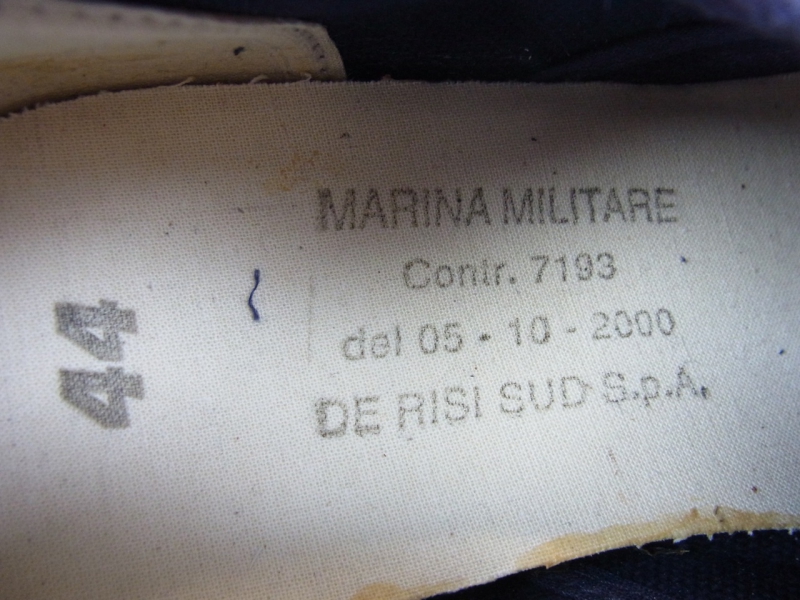 MARINA MILITARE
Contr. 7193
del 05 - 10 - 2000
DE RISI SUD S.p.A.
44